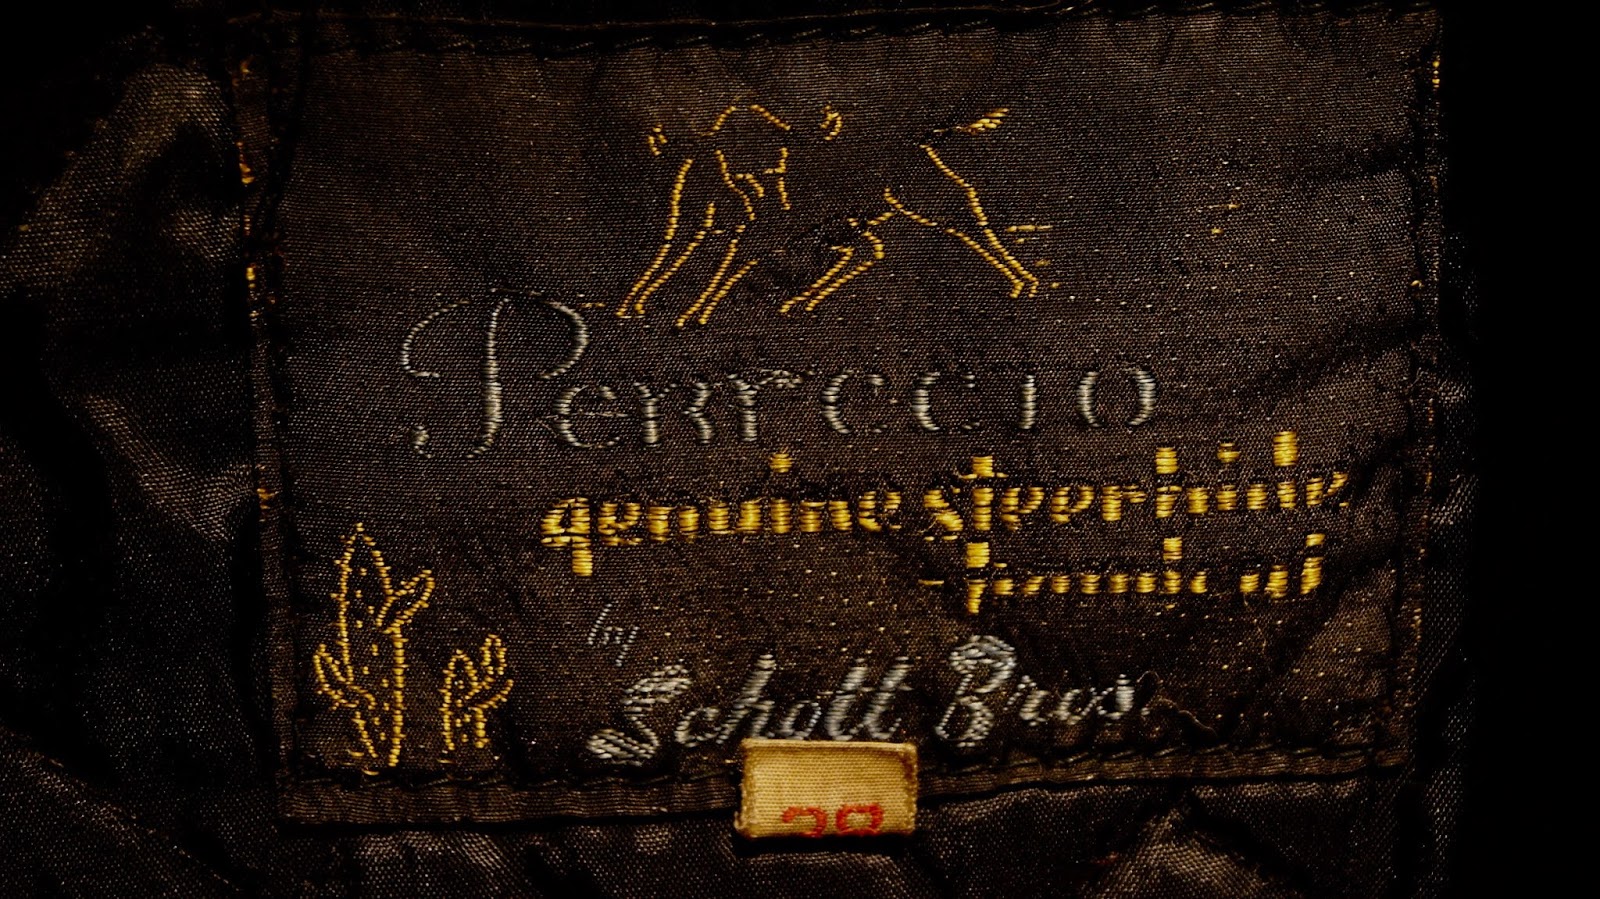 Perfecto
genuine steerhide
by
Schott Bros